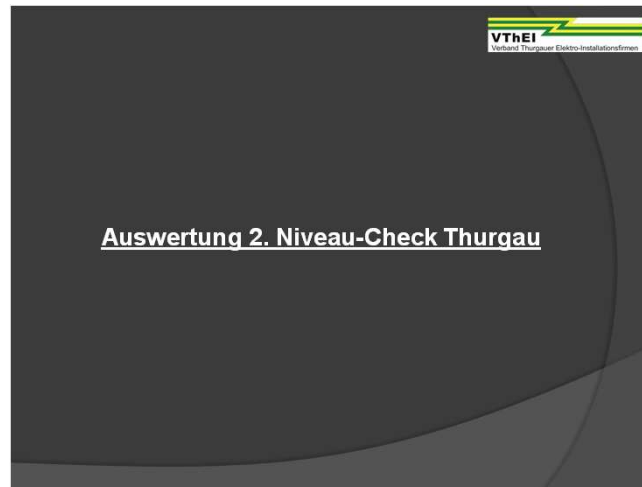 VThEI
Verband Thurgauer Elektro-Installationsfirmen
Auswertung 2. Niveau-Check Thurgau